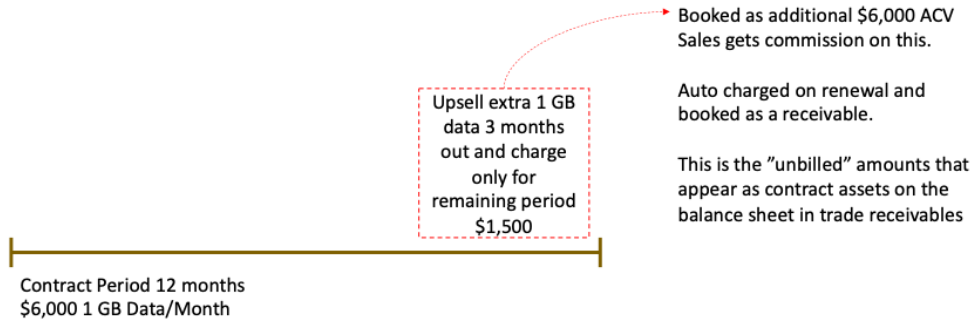 Booked as additional $6,000 ACV
Sales gets commission on this.
Auto charged on renewal and
booked as a receivable.
This is the ”unbilled” amounts that
appear as contract assets on the
balance sheet in trade receivables
Upsell extra 1 GB
data 3 months
out and charge
only for
remaining period
$1,500
Contract Period 12 months
$6,000 1 GB Data/Month